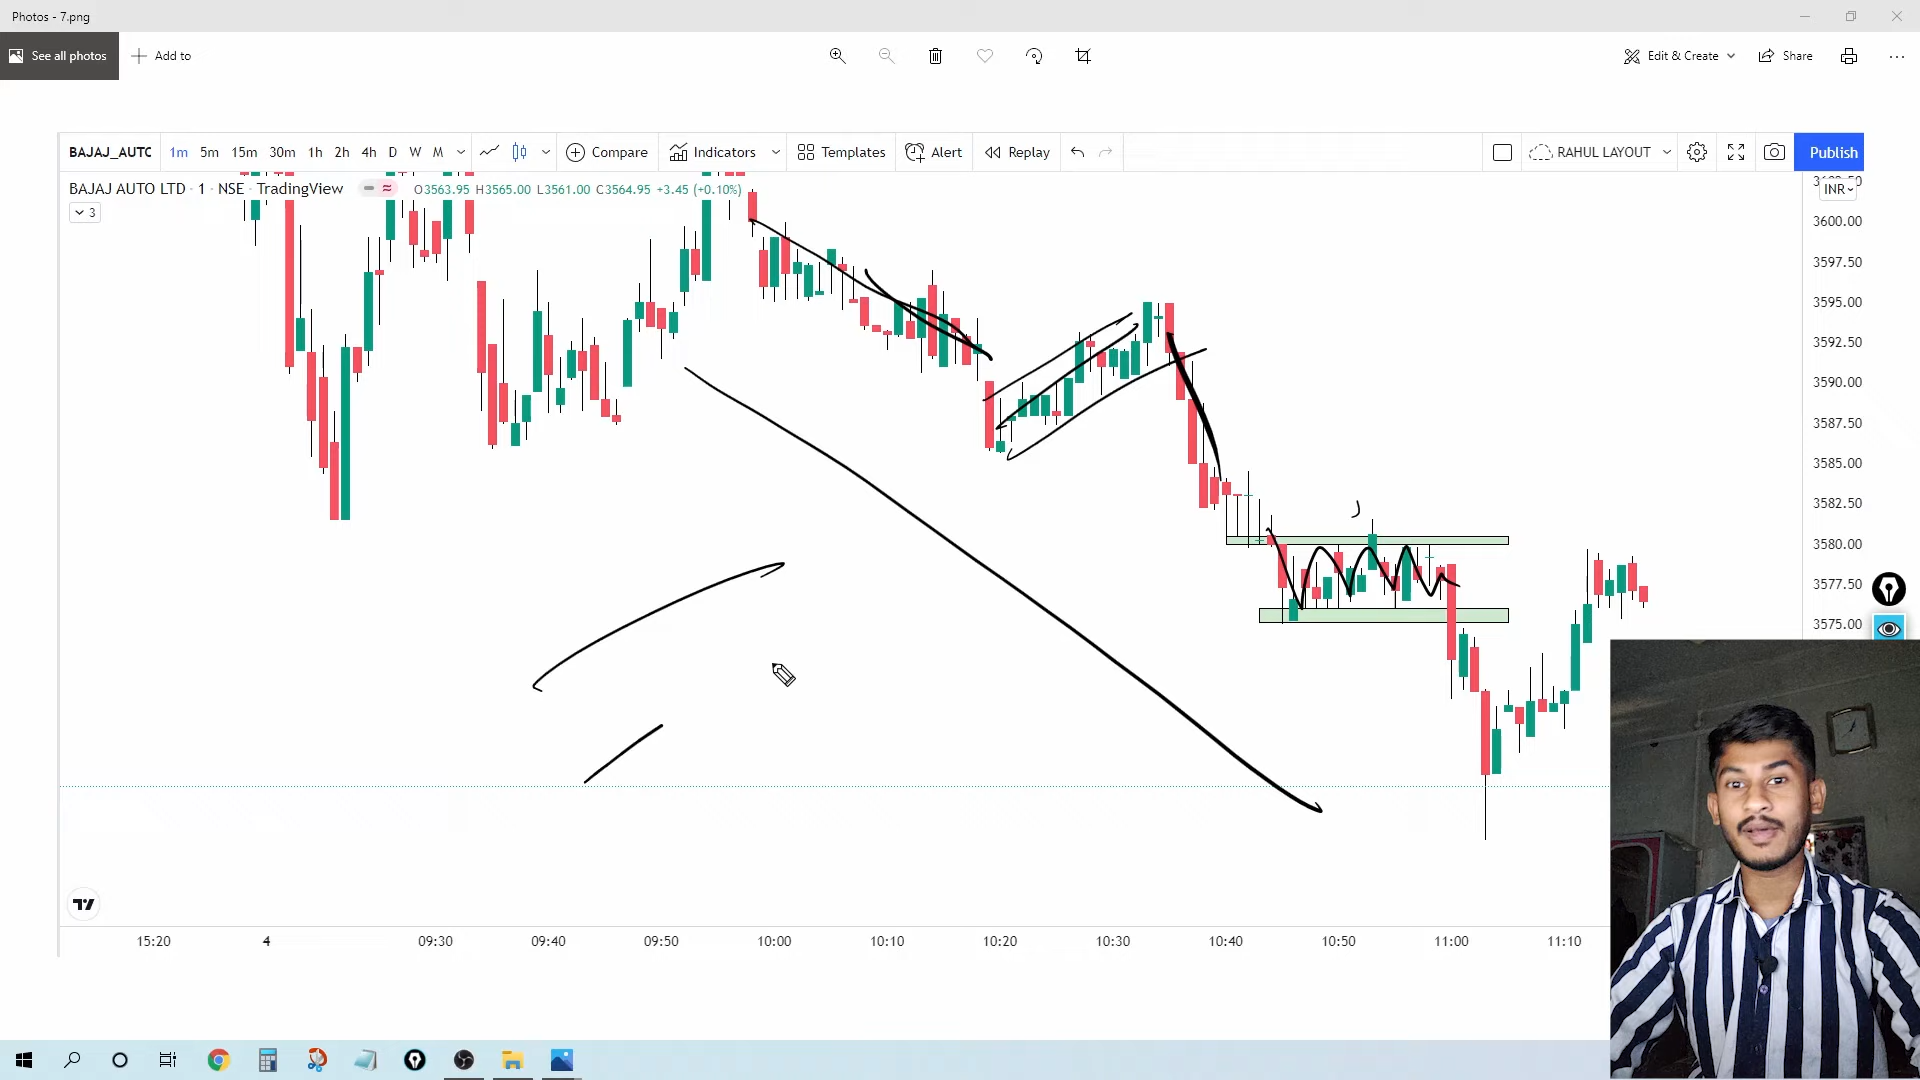 Photos - 7.png
See all photos
Add to
Edit & Create
Share
BAJAJ_AUTO
1m 5m 15m 30m 1h 2h 4h D W M
Compare
Indicators
Templates
Alert
Replay
RAHUL LAYOUT
Publish
BAJAJ AUTO LTD · 1 · NSE · TradingView
O3563.95 H3565.00 L3561.00 C3564.95 +3.45 (+0.10%)
3
INR
3600.00
3597.50
3595.00
3592.50
3590.00
3587.50
3585.00
3582.50
3580.00
3577.50
3575.00
15:20 4 09:30 09:40 09:50 10:00 10:10 10:20 10:30 10:40 10:50 11:00 11:10